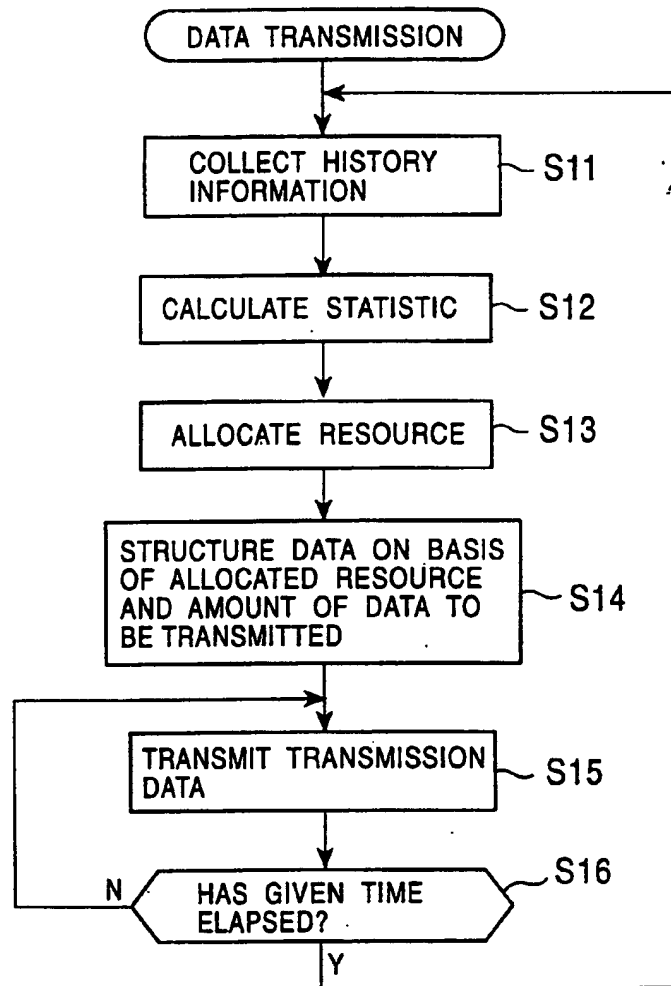 DATA TRANSMISSION
COLLECT HISTORY
INFORMATION
S11
CALCULATE STATISTIC
S12
ALLOCATE RESOURCE
S13
STRUCTURE DATA ON BASIS
OF ALLOCATED RESOURCE
AND AMOUNT OF DATA TO
BE TRANSMITTED
S14
TRANSMIT TRANSMISSION
DATA
S15
HAS GIVEN TIME
ELAPSED?
S16
N
Y